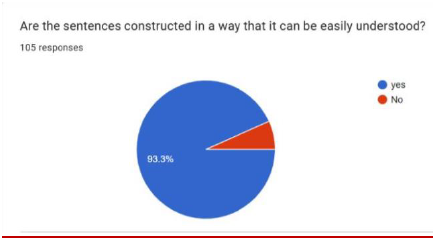 Are the sentences constructed in a way that it can be easily understood?
105 responses
yes
No
93.3%